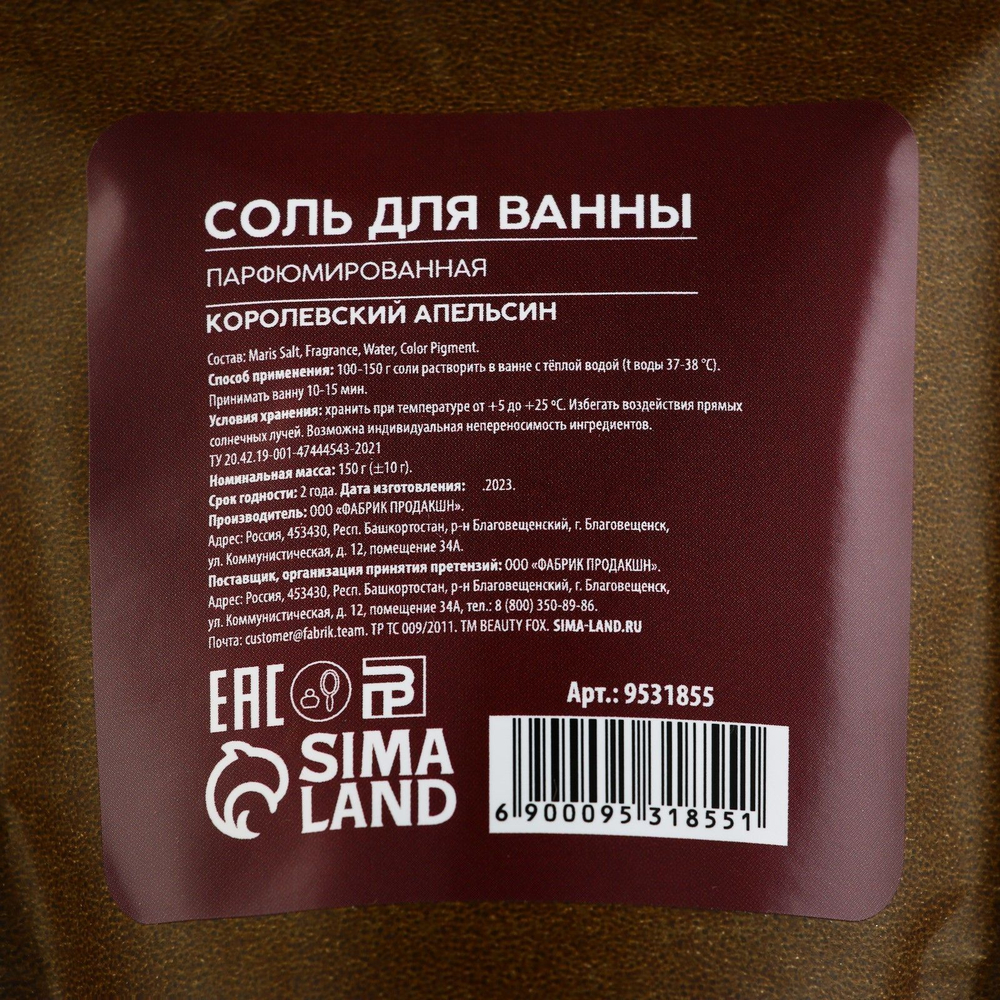 СОЛЬ ДЛЯ ВАННЫ
ПАРФЮМИРОВАННАЯ
КОРОЛЕВСКИЙ АПЕЛЬСИН
Состав: Maris Salt, Fragrance, Water, Color Pigment.
Способ применения: 100-150 г соли растворить в ванне с тёплой водой (t воды 37-38 °C).
Принимать ванну 10-15 мин.
Условия хранения: хранить при температуре от +5 до +25 ºC. Избегать воздействия прямых
солнечных лучей. Возможна индивидуальная непереносимость ингредиентов.
ТУ 20.42.19-001-47444543-2021
Номинальная масса: 150 г (±10 г).
Срок годности: 2 года. Дата изготовления: .2023.
Производитель: ООО «ФАБРИК ПРОДАКШН».
Адрес: Россия, 453430, Респ. Башкортостан, р-н Благовещенский, г. Благовещенск,
ул. Коммунистическая, д. 12, помещение 34А.
Поставщик, организация принятия претензий: ООО «ФАБРИК ПРОДАКШН».
Адрес: Россия, 453430, Респ. Башкортостан, р-н Благовещенский, г. Благовещенск,
ул. Коммунистическая, д. 12, помещение 34А, тел.: 8 (800) 350-89-86.
Почта: customer@fabrik.team. ТР ТС 009/2011. TM BEAUTY FOX. SIMA-LAND.RU
EAC
SIMA
LAND
Арт.: 9531855
6 900095 318551